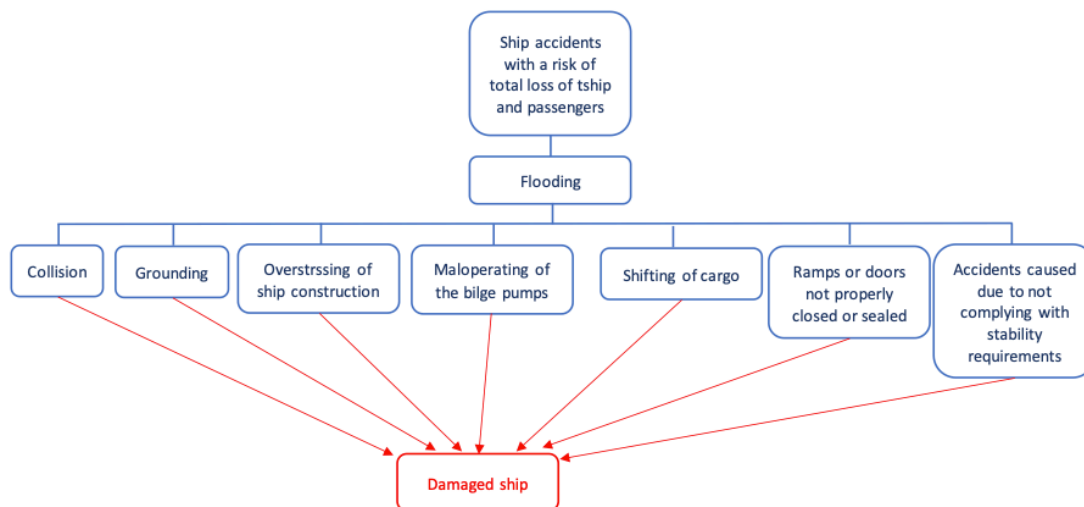 Ship accidents
with a risk of
total loss of tship
and passengers
Flooding
Collision
Grounding
Overstrssing of
ship construction
Maloperating of
the bilge pumps
Shifting of cargo
Ramps or doors
not properly
closed or sealed
Accidents caused
due to not
complying with
stability
requirements
Damaged ship